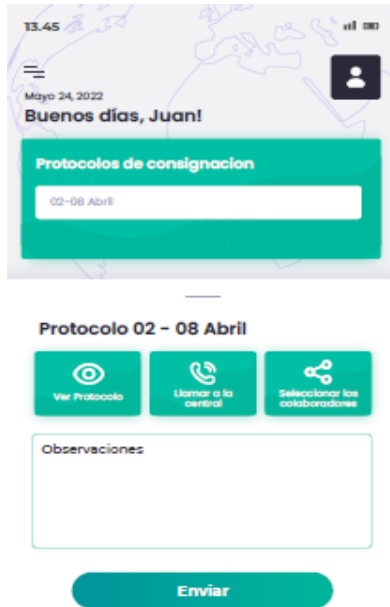 13.45
Mayo 24, 2022
Buenos días, Juan!
Protocolos de consignacion
02-08 Abril
Protocolo 02 - 08 Abril
Ver Protocolo
Llamar a la
central
Seleccionar los
colaboradores
Observaciones
Enviar